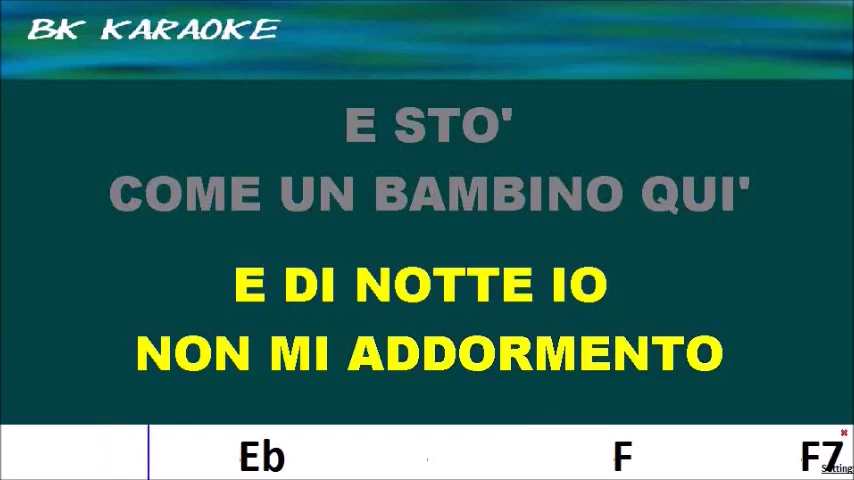 BK KARAOKE
E STO'
COME UN BAMBINO QUI'
E DI NOTTE IO
NON MI ADDORMENTO
Eb F F7
Setting